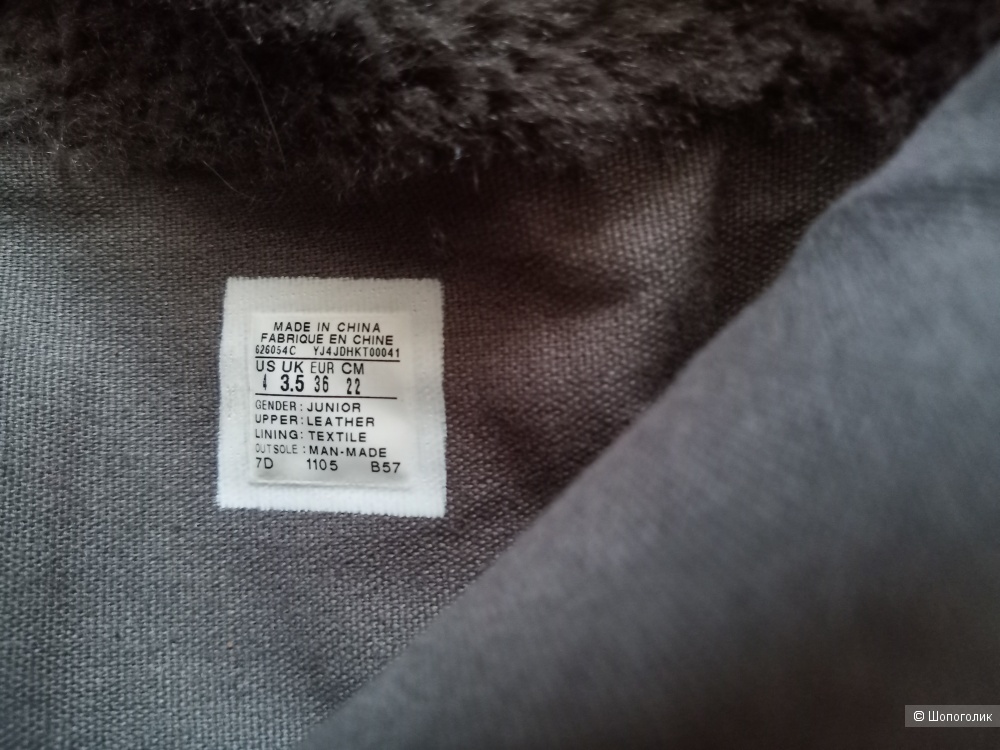 MADE IN CHINA
FABRIQUE EN CHINE
626054C YJ4JDHKT00041
US UK EUR CM
4 3.5 36 22
GENDER: JUNIOR
UPPER: LEATHER
LINING: TEXTILE
OUTSOLE: MAN-MADE
7D 1105 B57
© Шопоголик